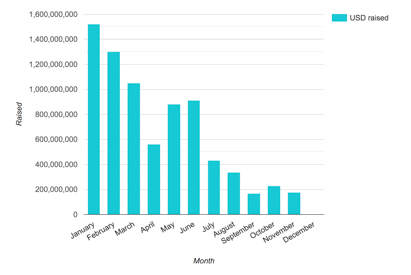 1,600,000,000
USD raised
1,400,000,000
1,200,000,000
1,000,000,000
800,000,000
600,000,000
400,000,000
200,000,000
0
Raised
January
February
March
April
May
June
July
August
September
October
November
December
Month